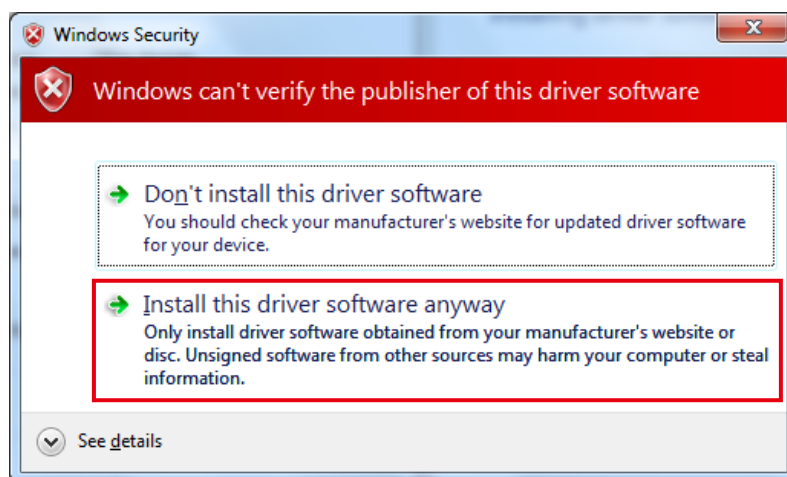 Windows Security
Windows can't verify the publisher of this driver software
Don't install this driver software
You should check your manufacturer's website for updated driver software
for your device.
Install this driver software anyway
Only install driver software obtained from your manufacturer's website or
disc. Unsigned software from other sources may harm your computer or steal
information.
See details